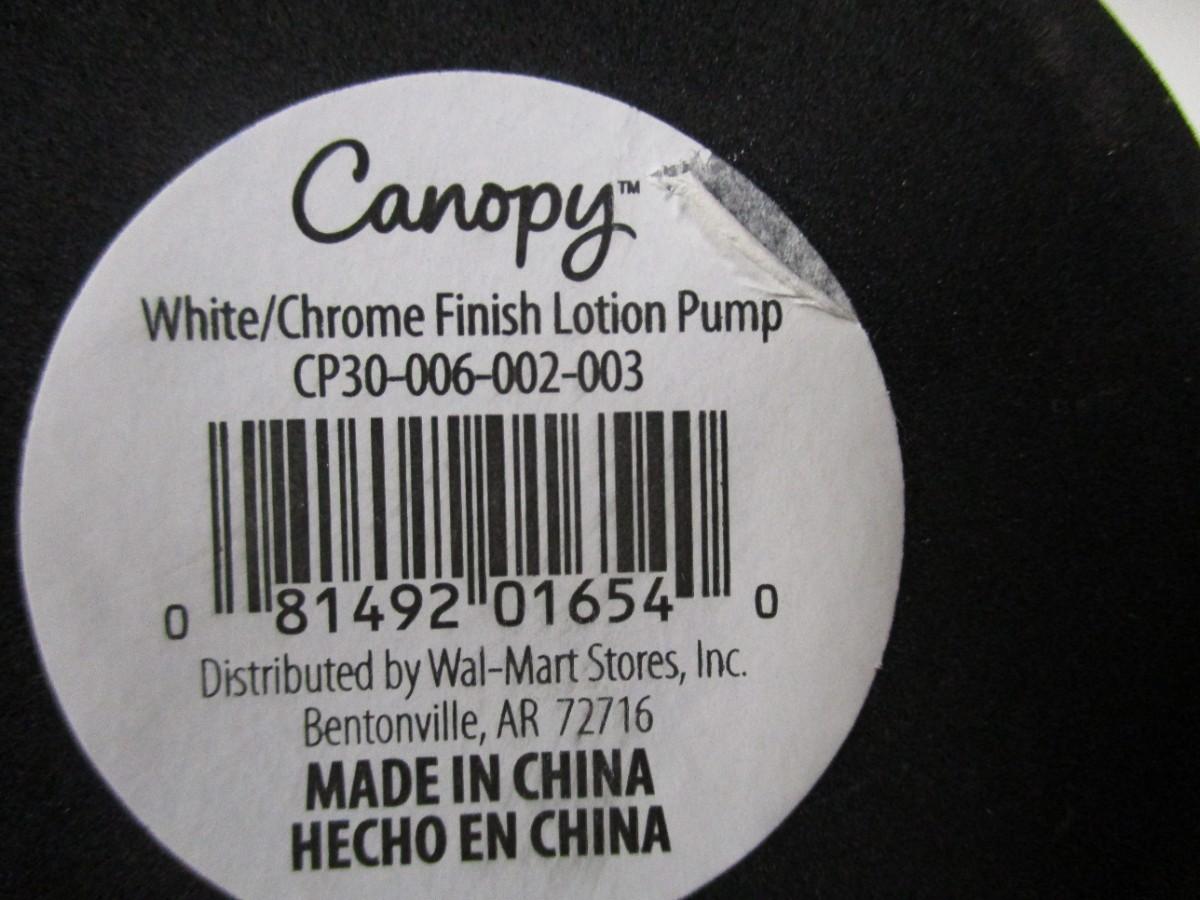 Canopy™
White/Chrome Finish Lotion Pump
CP30-006-002-003
0 81492 01654 0
Distributed by Wal-Mart Stores, Inc.
Bentonville, AR 72716
MADE IN CHINA
HECHO EN CHINA